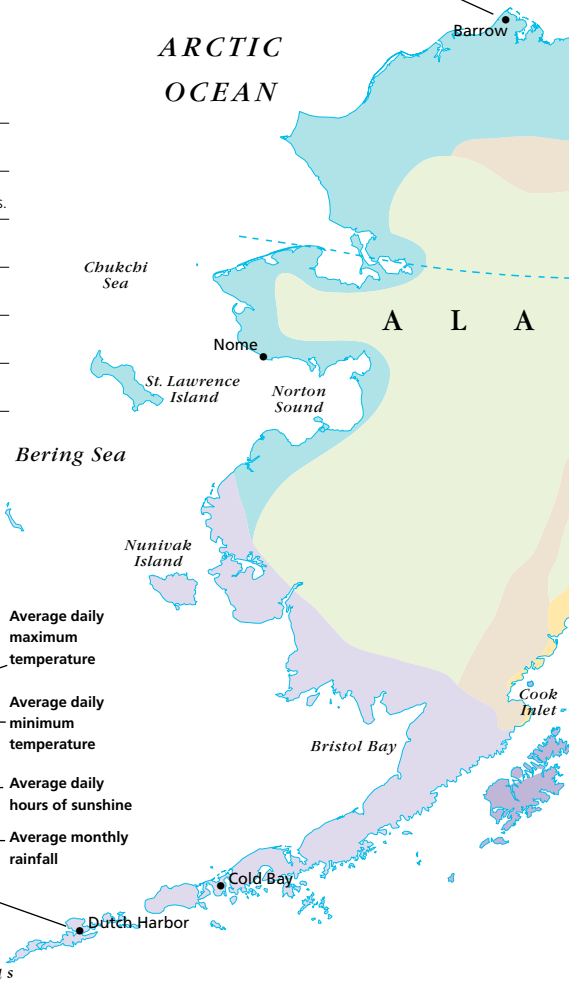 Barrow
ARCTIC
OCEAN
s.
Chukchi
Sea
A L A
Nome
St. Lawrence
Island
Norton
Sound
Bering Sea
Nunivak
Island
Average daily
maximum
temperature
Average daily
minimum
temperature
Cook
Inlet
Bristol Bay
Average daily
hours of sunshine
Average monthly
rainfall
Cold Bay
Dutch Harbor